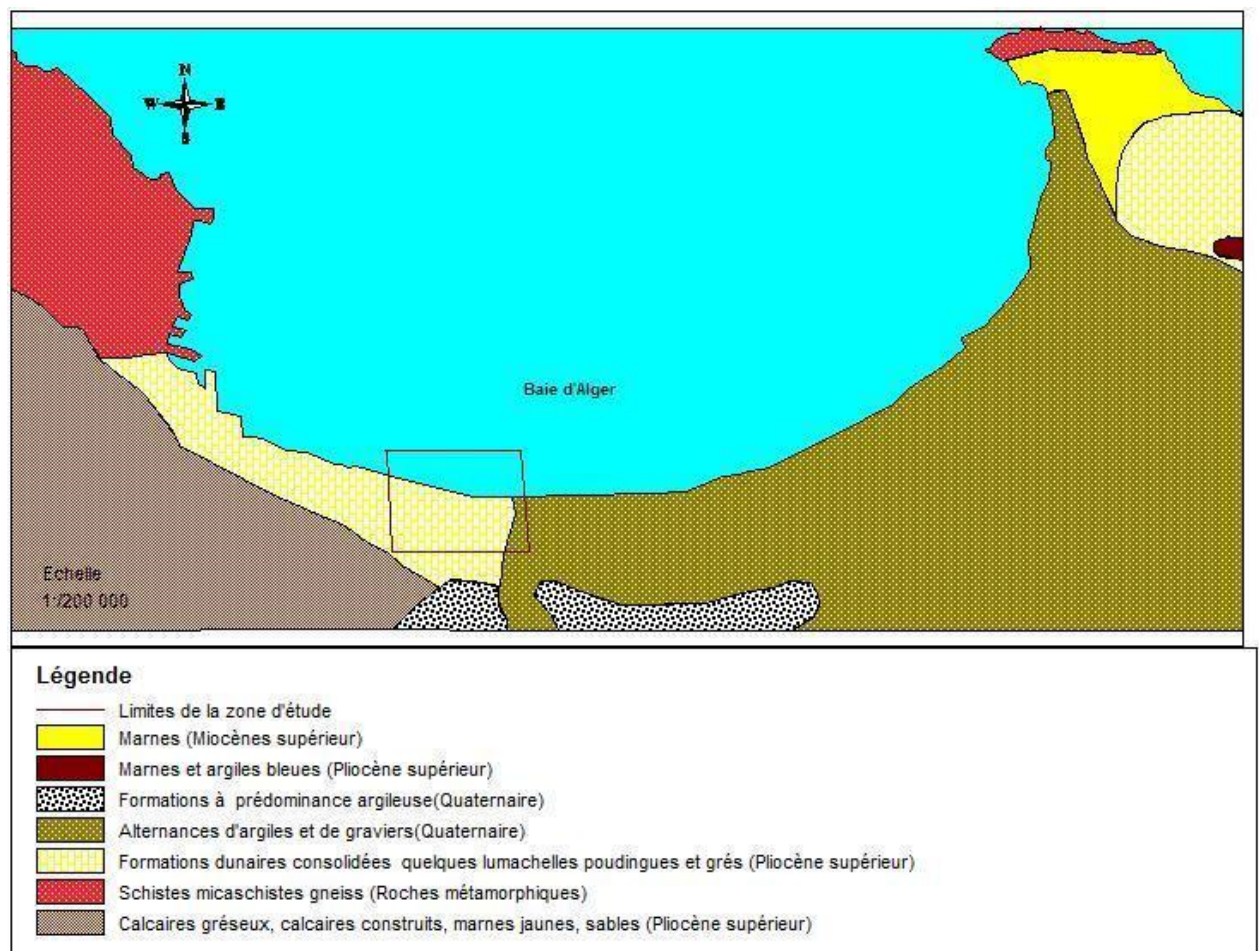 N
W E
S
Baie d'Alger
Echelle
1:/200 000
Légende
Limites de la zone d'étude
Marnes (Miocènes supérieur)
Marnes et argiles bleues (Pliocène supérieur)
Formations à prédominance argileuse(Quaternaire)
Alternances d'argiles et de graviers(Quaternaire)
Formations dunaires consolidées quelques lumachelles poudingues et grés (Pliocène supérieur)
Schistes micaschistes gneiss (Roches métamorphiques)
Calcaires gréseux, calcaires construits, marnes jaunes, sables (Pliocène supérieur)